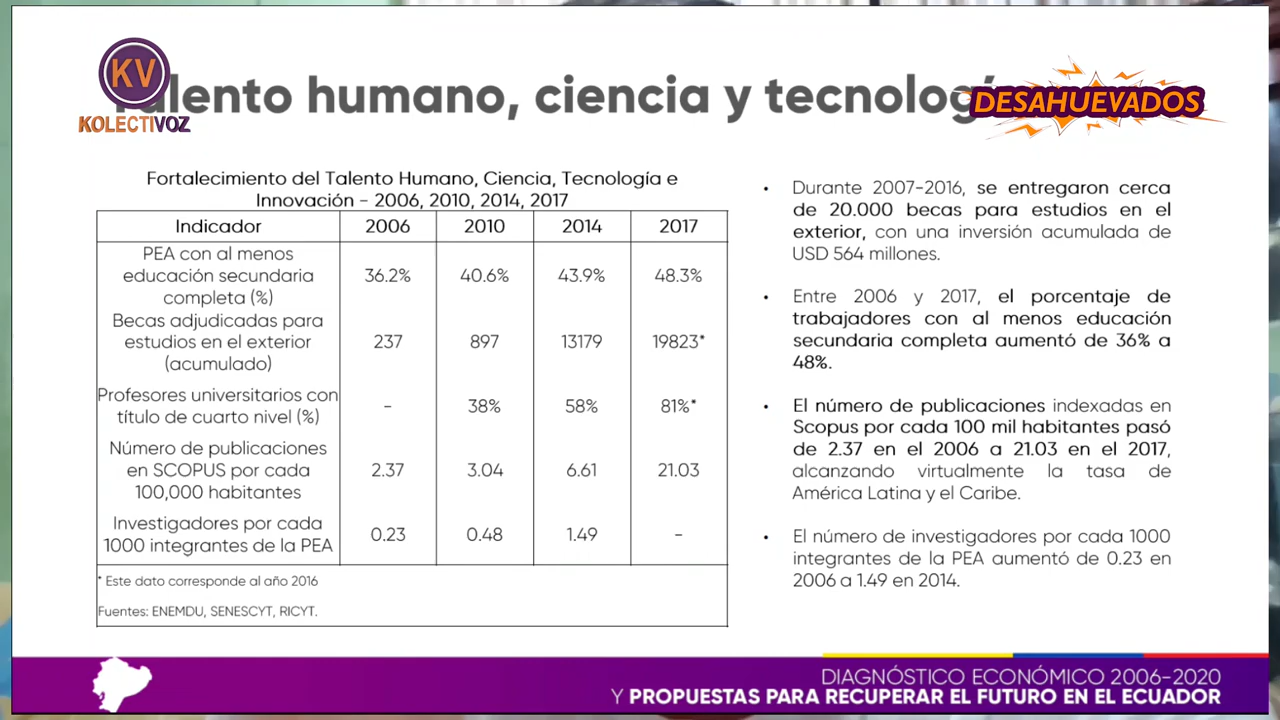 KV
KOLECTIVOZ
Talento humano, ciencia y tecnología
DESAHUEVADOS
Fortalecimiento del Talento Humano, Ciencia, Tecnología e
Innovación - 2006, 2010, 2014, 2017
Indicador 2006 2010 2014 2017
PEA con al menos
educación secundaria
completa (%)
36.2% 40.6% 43.9% 48.3%
Becas adjudicadas para
estudios en el exterior
(acumulado)
237 897 13179 19823*
Profesores universitarios con
título de cuarto nivel (%)
- 38% 58% 81%*
Número de publicaciones
en SCOPUS por cada
100,000 habitantes
2.37 3.04 6.61 21.03
Investigadores por cada
1000 integrantes de la PEA
0.23 0.48 1.49 -
* Este dato corresponde al año 2016
Fuentes: ENEMDU, SENESCYT, RICYT.
• Durante 2007-2016, se entregaron cerca
de 20.000 becas para estudios en el
exterior, con una inversión acumulada de
USD 564 millones.
• Entre 2006 y 2017, el porcentaje de
trabajadores con al menos educación
secundaria completa aumentó de 36% a
48%.
• El número de publicaciones indexadas en
Scopus por cada 100 mil habitantes pasó
de 2.37 en el 2006 a 21.03 en el 2017,
alcanzando virtualmente la tasa de
América Latina y el Caribe.
• El número de investigadores por cada 1000
integrantes de la PEA aumentó de 0.23 en
2006 a 1.49 en 2014.
DIAGNÓSTICO ECONÓMICO 2006-2020
Y PROPUESTAS PARA RECUPERAR EL FUTURO EN EL ECUADOR